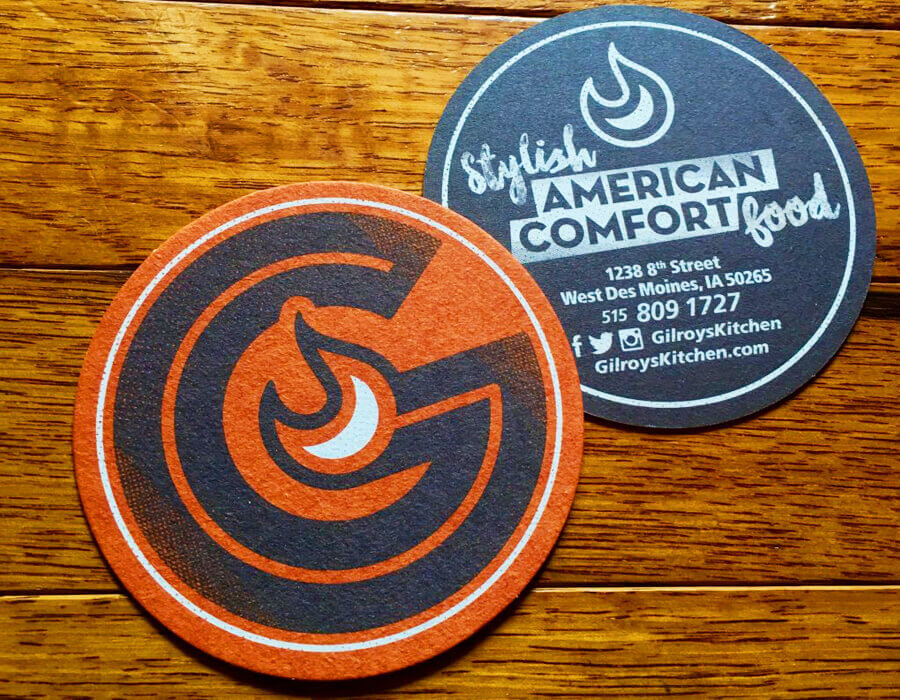 Stylish
AMERICAN
COMFORT food
1238 8th Street
West Des Moines, IA 50265
515 809 1727
f GilroysKitchen
GilroysKitchen.com